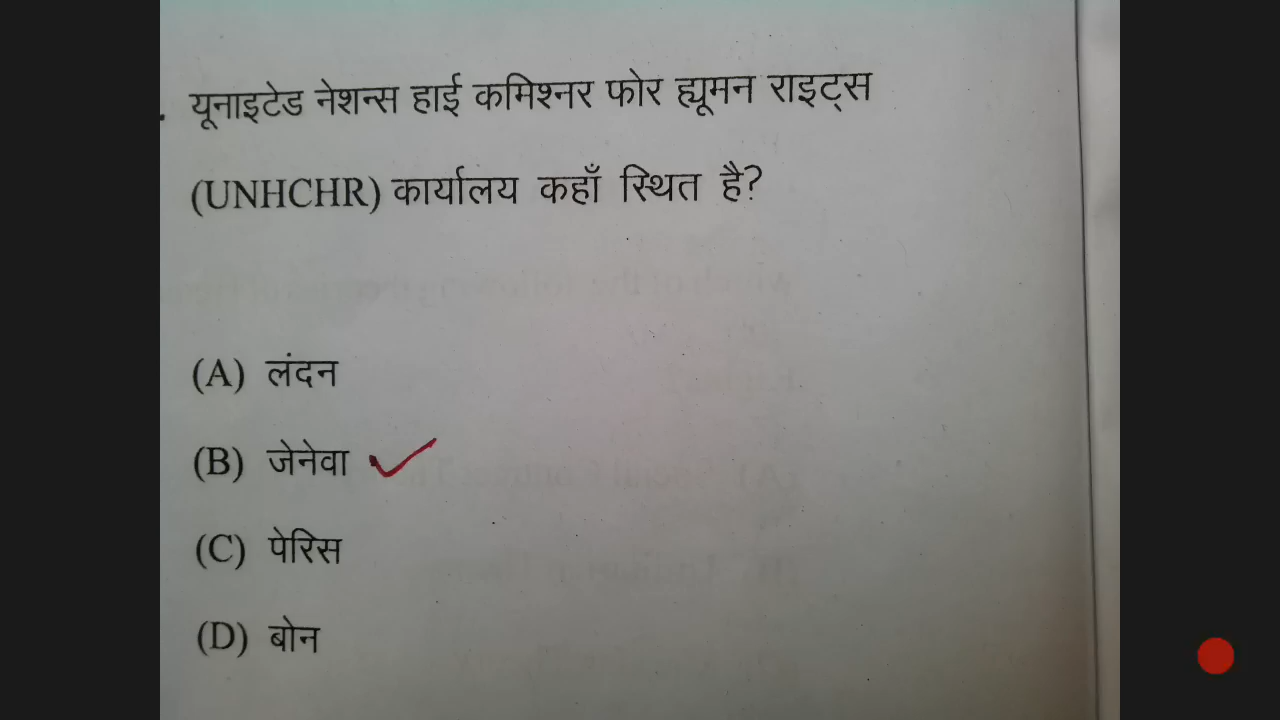 . यूनाइटेड नेशन्स हाई कमिश्नर फोर ह्यूमन राइट्स
(UNHCHR) कार्यालय कहाँ स्थित है?
(A) लंदन
(B) जेनेवा
(C) पेरिस
(D) बोन